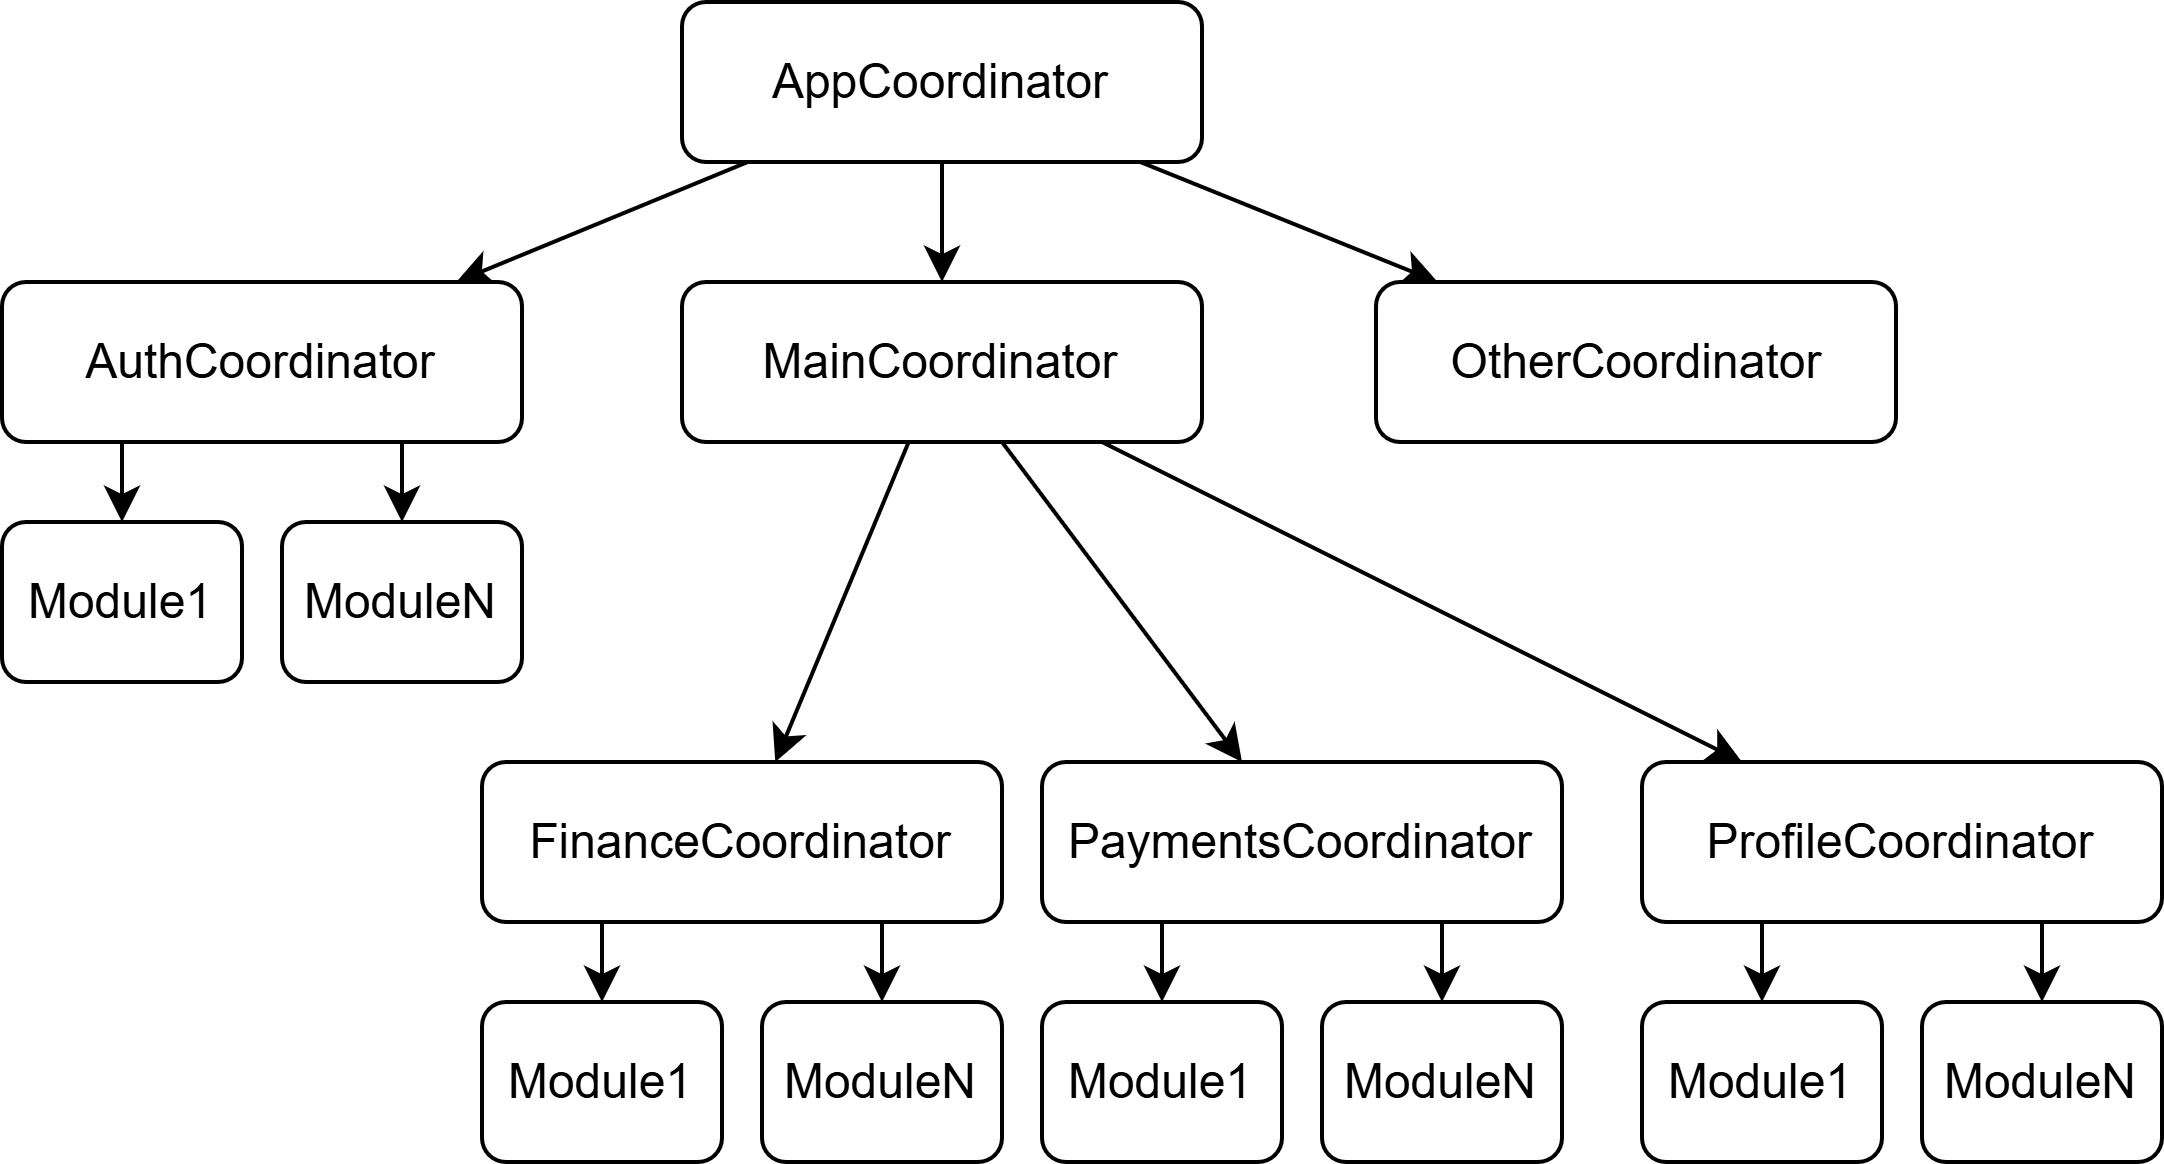 AppCoordinator
AuthCoordinator
MainCoordinator
OtherCoordinator
Module1
ModuleN
FinanceCoordinator
PaymentsCoordinator
ProfileCoordinator
Module1
ModuleN
Module1
ModuleN
Module1
ModuleN